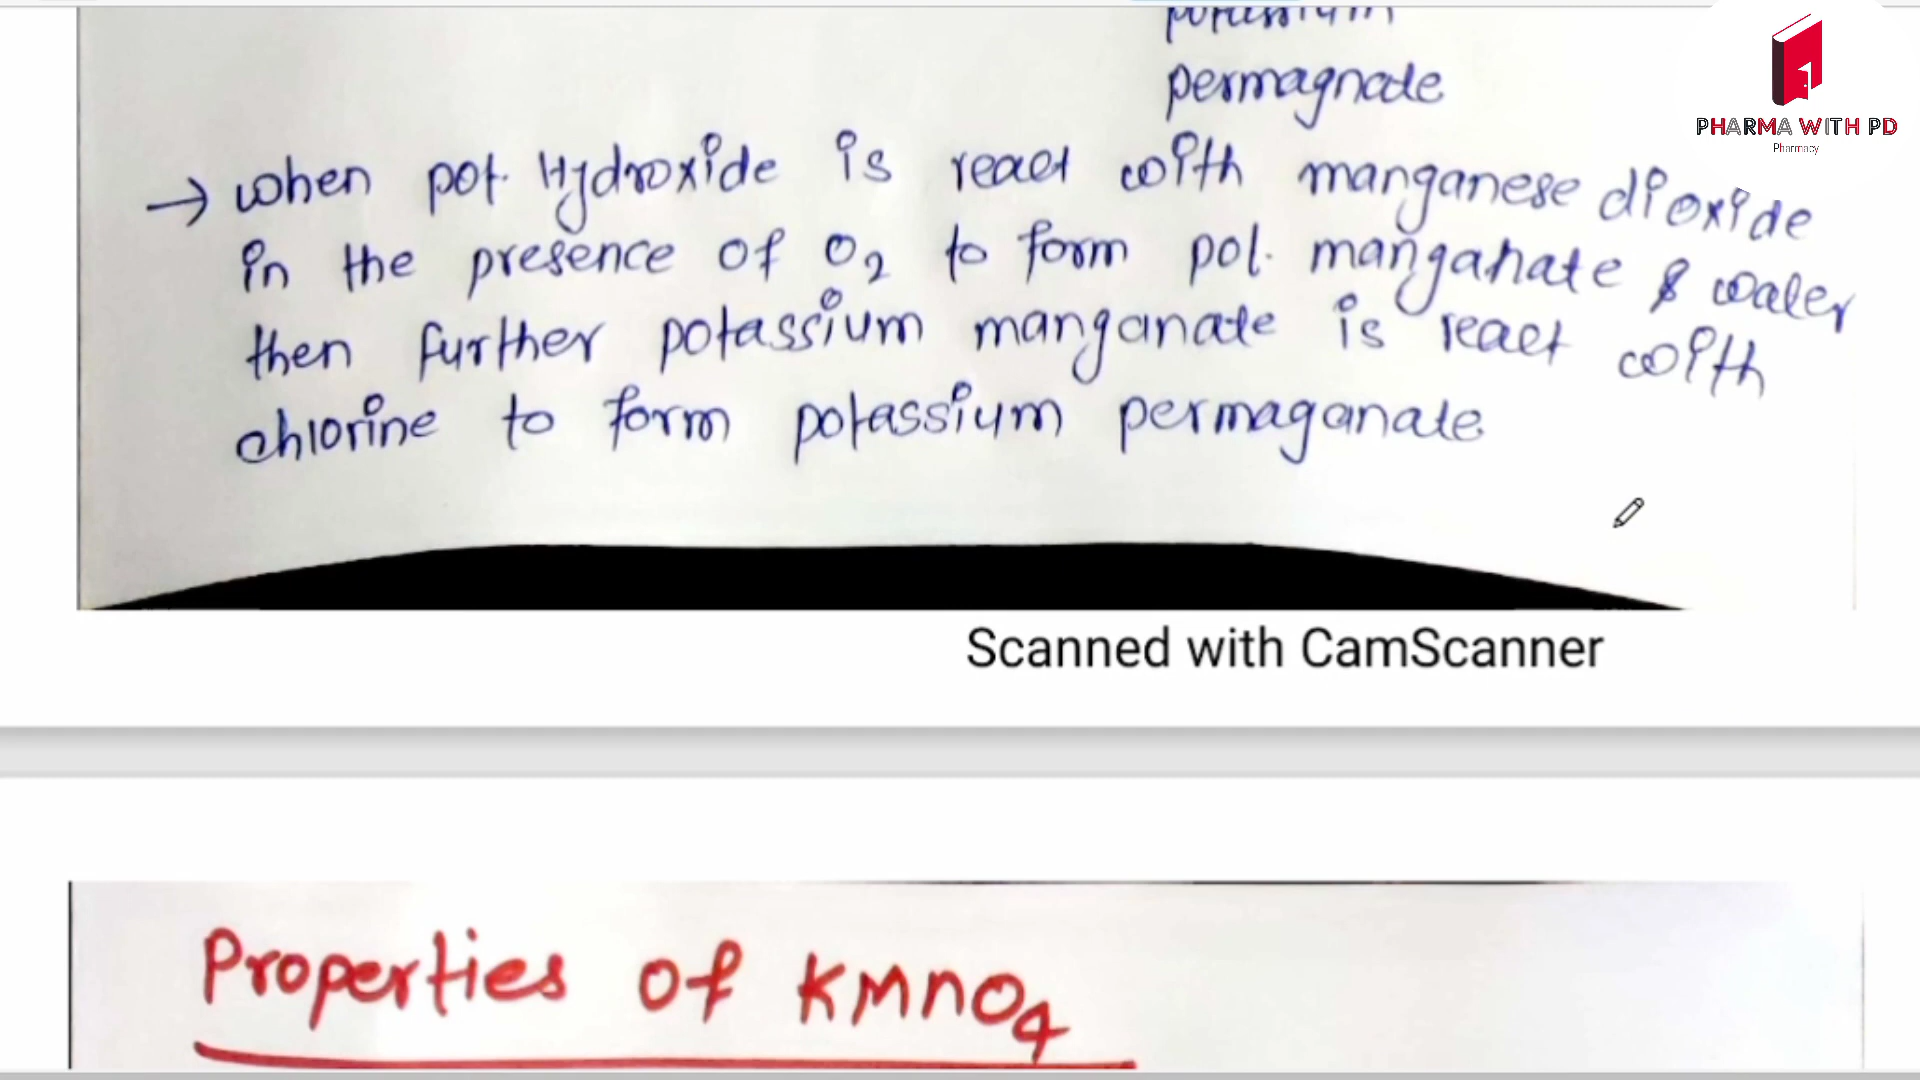 potassium
permagnate
PHARMA WITH PD
Pharmacy
→ when pot. Hydroxide is react with manganese dioxide
in the presence of O₂ to form pot. manganate & water
then further potassium manganate is react with
chlorine to form potassium permaganate
Scanned with CamScanner
Properties of KMnO₄